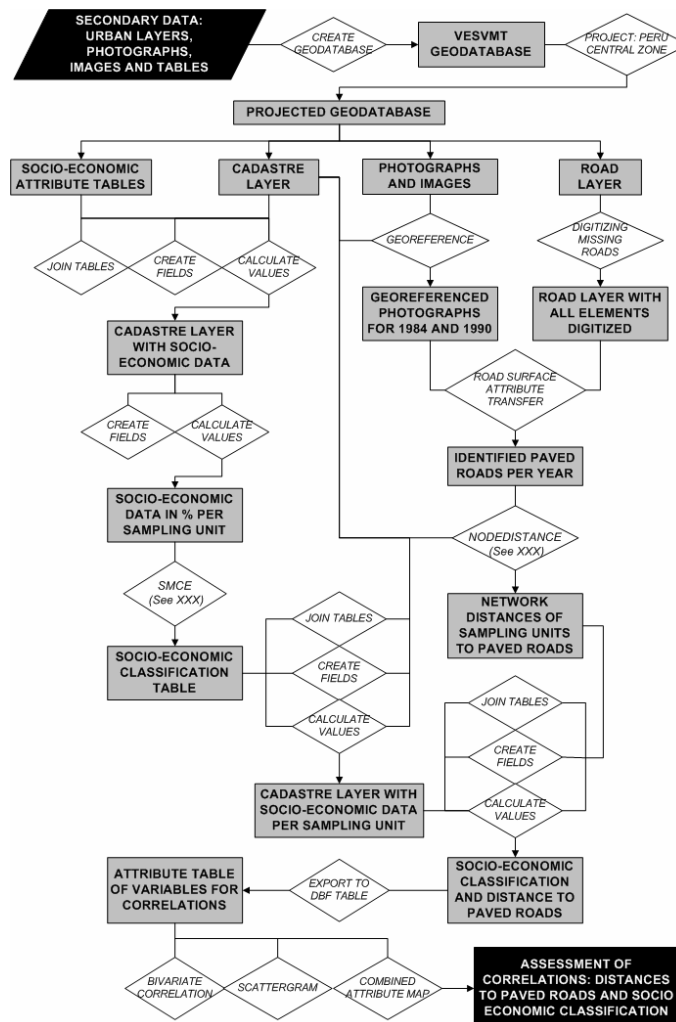 SECONDARY DATA:
URBAN LAYERS,
PHOTOGRAPHS,
IMAGES AND TABLES
CREATE
GEODATABASE
VESVMT
GEODATABASE
PROJECT: PERU
CENTRAL ZONE
PROJECTED GEODATABASE
SOCIO-ECONOMIC
ATTRIBUTE TABLES
CADASTRE
LAYER
PHOTOGRAPHS
AND IMAGES
ROAD
LAYER
JOIN TABLES
CREATE
FIELDS
CALCULATE
VALUES
GEOREFERENCE
DIGITIZING
MISSING
ROADS
CADASTRE LAYER
WITH SOCIO-
ECONOMIC DATA
GEOREFERENCED
PHOTOGRAPHS
FOR 1984 AND 1990
ROAD LAYER WITH
ALL ELEMENTS
DIGITIZED
CREATE
FIELDS
CALCULATE
VALUES
ROAD SURFACE
ATTRIBUTE
TRANSFER
SOCIO-ECONOMIC
DATA IN % PER
SAMPLING UNIT
IDENTIFIED PAVED
ROADS PER YEAR
SMCE
(See XXX)
NODEDISTANCE
(See XXX)
SOCIO-ECONOMIC
CLASSIFICATION
TABLE
JOIN TABLES
CREATE
FIELDS
CALCULATE
VALUES
NETWORK
DISTANCES OF
SAMPLING UNITS
TO PAVED ROADS
CADASTRE LAYER WITH
SOCIO-ECONOMIC DATA
PER SAMPLING UNIT
JOIN TABLES
CREATE
FIELDS
CALCULATE
VALUES
ATTRIBUTE TABLE
OF VARIABLES FOR
CORRELATIONS
EXPORT TO
DBF TABLE
SOCIO-ECONOMIC
CLASSIFICATION
AND DISTANCE TO
PAVED ROADS
BIVARIATE
CORRELATION
SCATTERGRAM
COMBINED
ATTRIBUTE MAP
ASSESSMENT OF
CORRELATIONS: DISTANCES
TO PAVED ROADS AND SOCIO
ECONOMIC CLASSIFICATION